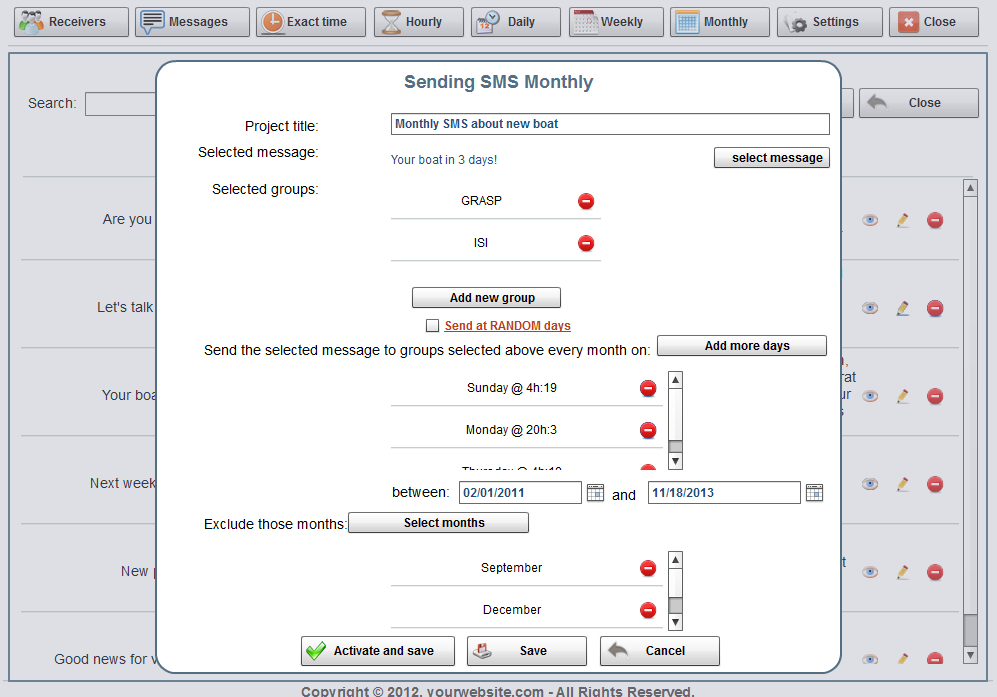 Receivers Messages Exact time Hourly Daily Weekly Monthly Settings Close
Sending SMS Monthly
Search: Close
Project title: Monthly SMS about new boat
Selected message: Your boat in 3 days! select message
Selected groups:
GRASP
Are you
ISI
Add new group
Let's talk
Send at RANDOM days
Send the selected message to groups selected above every month on: Add more days
rat
Sunday @ 4h:19
Your boa
ur
Monday @ 20h:3
between: 02/01/2011 and 11/18/2013
Next week
Exclude those months: Select months
September
New
December
Activate and save Save Cancel
Good news for
Copyright © 2012, yourwebsite.com - All Rights Reserved.